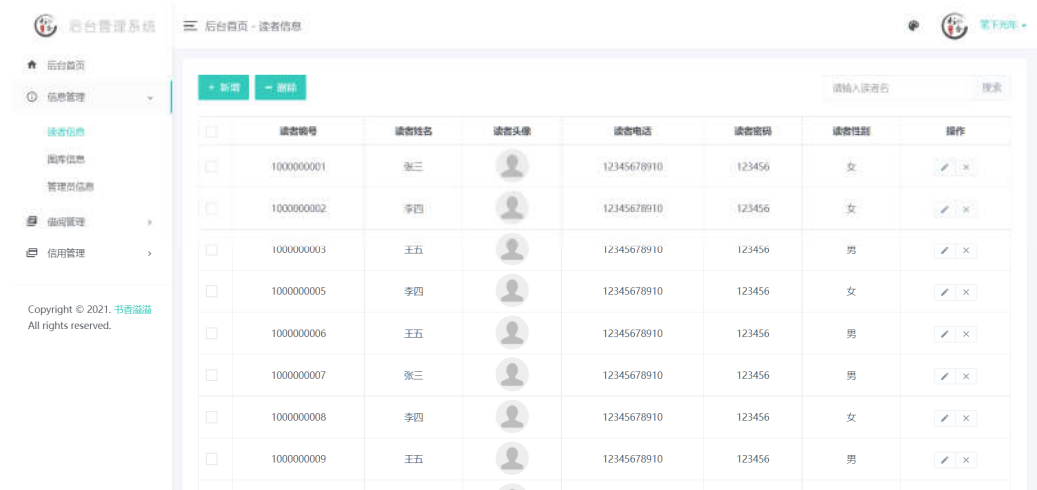 后台管理系统
后台首页 - 读者信息
笔下光年
后台首页
信息管理
读者信息
图库信息
管理员信息
借阅管理
信用管理
Copyright © 2021. 书香溢溢
All rights reserved.
+ 新增 - 删除 请输入读者名 搜索
读者编号 读者姓名 读者头像 读者电话 读者密码 读者性别 操作
1000000001 张三 12345678910 123456 女
1000000002 李四 12345678910 123456 女
1000000003 王五 12345678910 123456 男
1000000005 李四 12345678910 123456 女
1000000006 王五 12345678910 123456 男
1000000007 张三 12345678910 123456 男
1000000008 李四 12345678910 123456 女
1000000009 王五 12345678910 123456 男